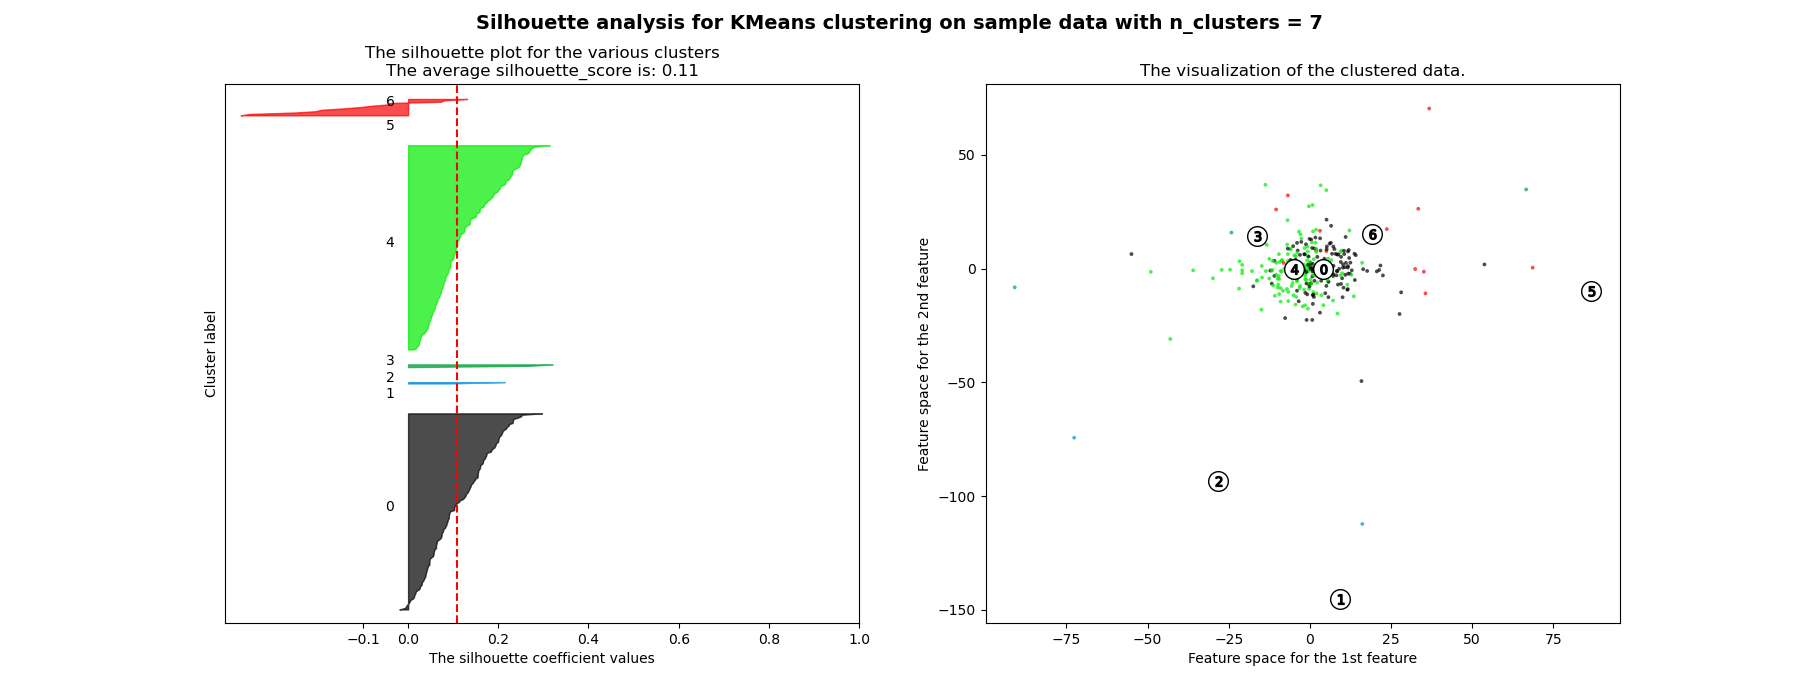 Silhouette analysis for KMeans clustering on sample data with n_clusters = 7
The silhouette plot for the various clusters
The average silhouette_score is: 0.11
6
5
4
3
2
1
0
Cluster label
−0.1 0.0 0.2 0.4 0.6 0.8 1.0
The silhouette coefficient values
The visualization of the clustered data.
50
0
−50
−100
−150
Feature space for the 2nd feature
3
6
4
0
5
2
1
−75 −50 −25 0 25 50 75
Feature space for the 1st feature